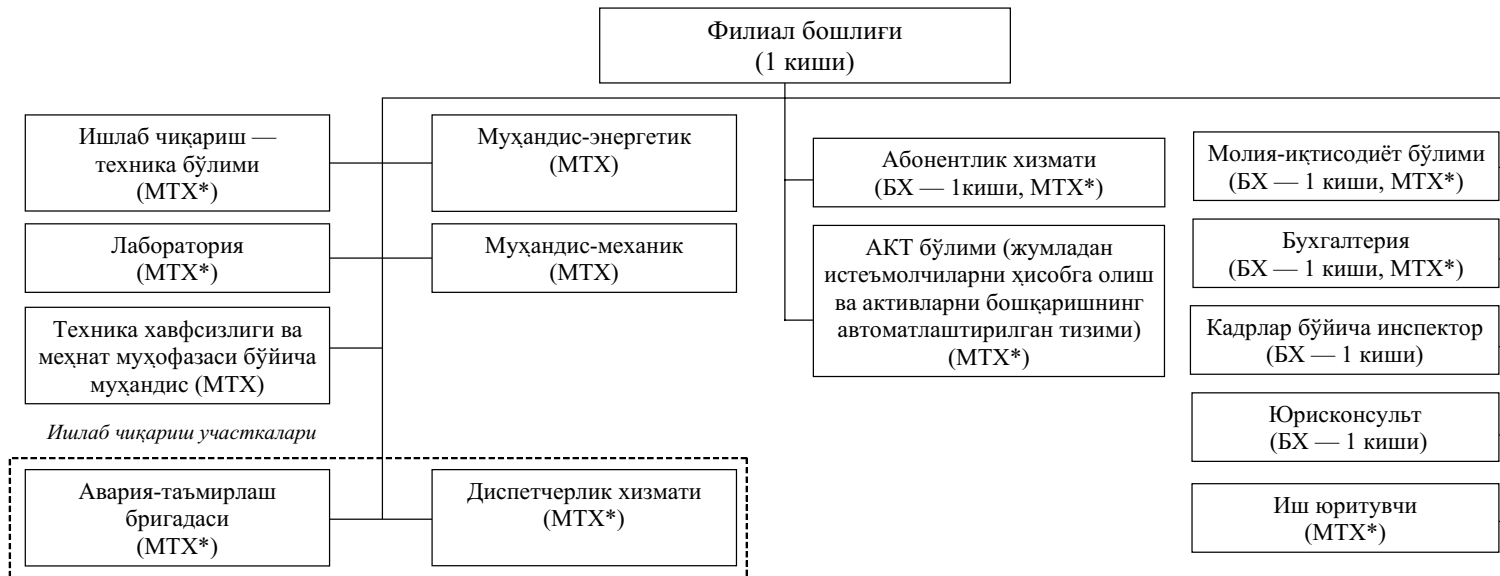 Филиал бошлиғи
(1 киши)
Ишлаб чиқариш —
техника бўлими
(МТХ*)
Муҳандис-энергетик
(МТХ)
Абонентлик хизмати
(БХ — 1киши, МТХ*)
Молия-иқтисодиёт бўлими
(БХ — 1 киши, МТХ*)
Лаборатория
(МТХ*)
Муҳандис-механик
(МТХ)
АКТ бўлими (жумладан
истеъмолчиларни ҳисобга олиш
ва активларни бошқаришнинг
автоматлаштирилган тизими)
(МТХ*)
Бухгалтерия
(БХ — 1 киши, МТХ*)
Техника хавфсизлиги ва
меҳнат муҳофазаси бўйича
муҳандис (МТХ)
Кадрлар бўйича инспектор
(БХ — 1 киши)
Юрисконсульт
(БХ — 1 киши)
Ишлаб чиқариш участкалари
Авария-таъмирлаш
бригадаси
(МТХ*)
Диспетчерлик хизмати
(МТХ*)
Иш юритувчи
(МТХ*)